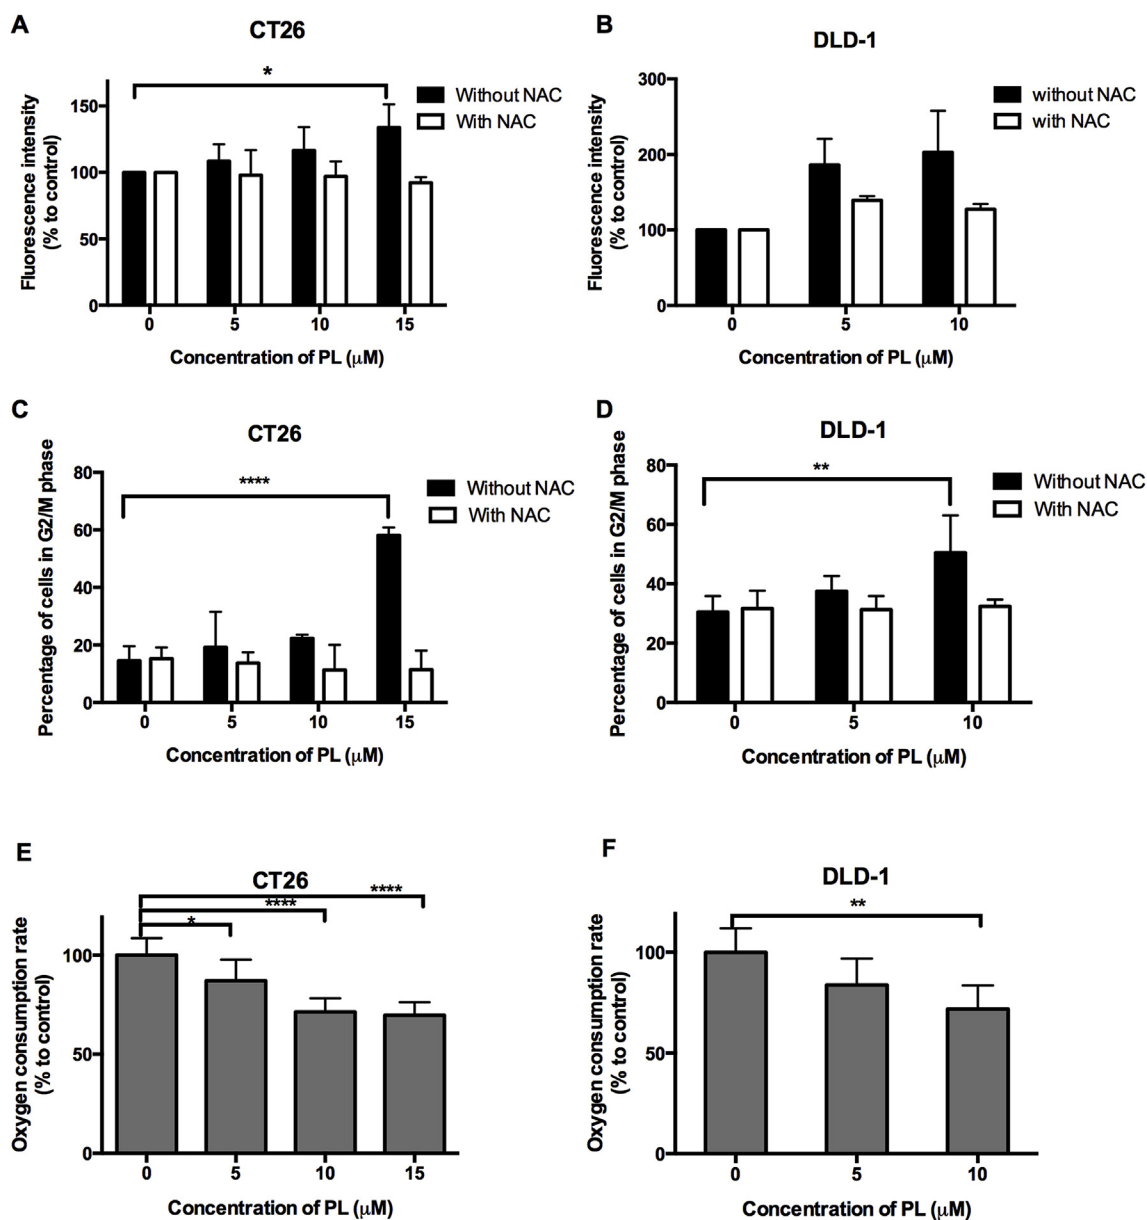 A
CT26
*
Fluorescence intensity
(% to control)
150
100
50
0
0 5 10 15
Concentration of PL (μM)
Without NAC
With NAC
B
DLD-1
Fluorescence intensity
(% to control)
300
200
100
0
0 5 10
Concentration of PL (μM)
without NAC
with NAC
C
CT26
****
Percentage of cells in G2/M phase
80
60
40
20
0
0 5 10 15
Concentration of PL (μM)
Without NAC
With NAC
D
DLD-1
**
Percentage of cells in G2/M phase
80
60
40
20
0
0 5 10
Concentration of PL (μM)
Without NAC
With NAC
E
CT26
****
****
*
Oxygen consumption rate
(% to control)
100
50
0
0 5 10 15
Concentration of PL (μM)
F
DLD-1
**
Oxygen consumption rate
(% to control)
100
50
0
0 5 10
Concentration of PL (μM)